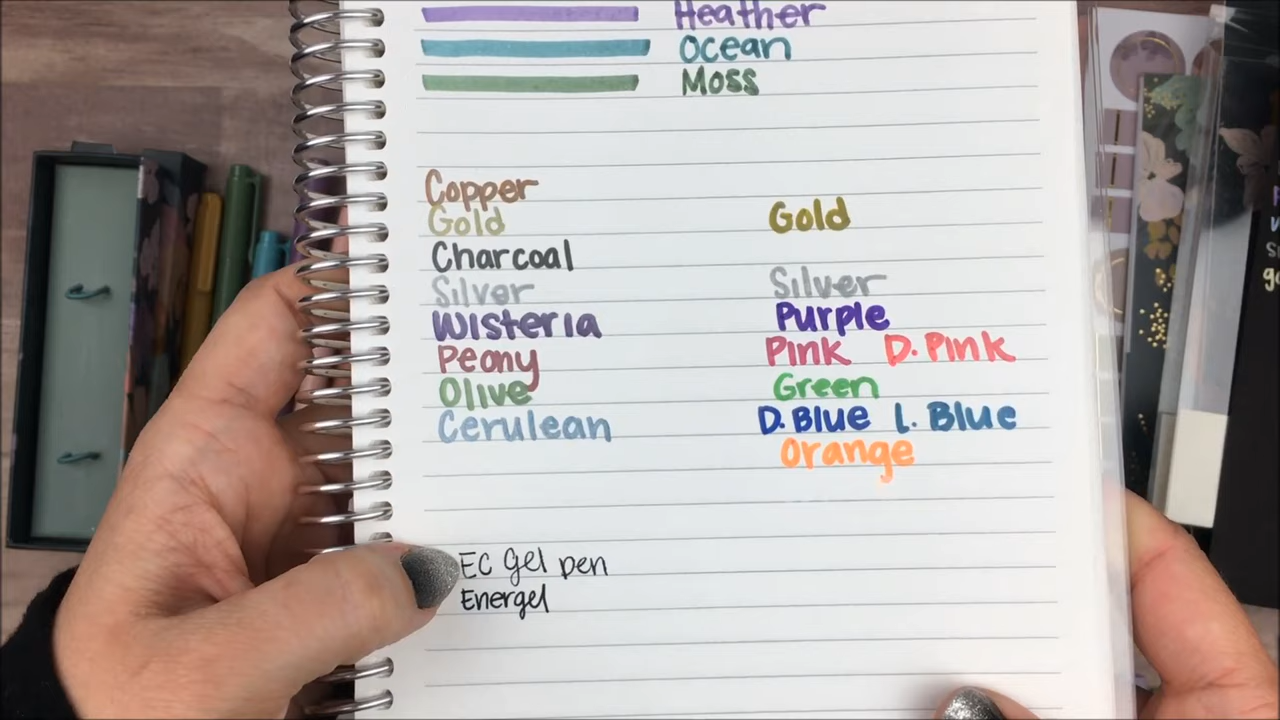 Heather
Ocean
Moss
Copper
Gold Gold
Charcoal
Silver Silver
Wisteria Purple
Peony Pink D. Pink
Olive Green
Cerulean D. Blue L. Blue
Orange
EC Gel pen
Energel